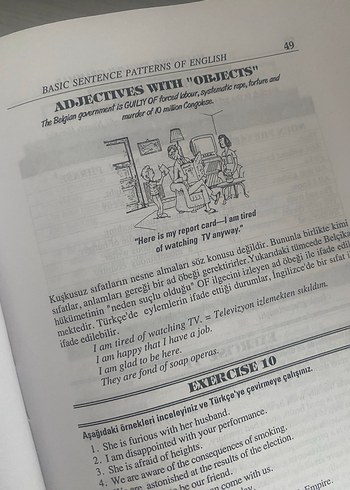 BASIC SENTENCE PATTERNS OF ENGLISH
49
ADJECTIVES WITH "OBJECTS"
The Belgian government is GUILTY OF forced labour, systematic rape, torture and
murder of 10 million Congolese.
"Here is my report card—I am tired
of watching TV anyway."
Kuşkusuz sıfatların nesne almaları söz konusu değildir. Bununla birlikte kimi
sıfatlar, anlamları gereği bir ad öbeği gerektirirler. Yukarıdaki tümcede Belçika
hükümetinin "neden suçlu olduğu" OF ilgecini izleyen ad öbeği ile ifade edil
mektedir. Türkçe'de eylemlerin ifade ettiği durumlar, İngilizce'de bir sıfat
ifade edilebilir.
I am tired of watching TV. = Televizyon izlemekten sıkıldım.
I am happy that I have a job.
I am glad to be here.
They are fond of soap operas.
EXERCISE 10
Aşağıdaki örnekleri inceleyiniz ve Türkçe'ye çevirmeye çalışınız.
1. She is furious with her husband.
2. I am disappointed with your performance.
3. She is afraid of heights.
4. We are aware of the consequences of smoking.
are astonished at the results of the election.
be our friend.
can come with us.
Empire.